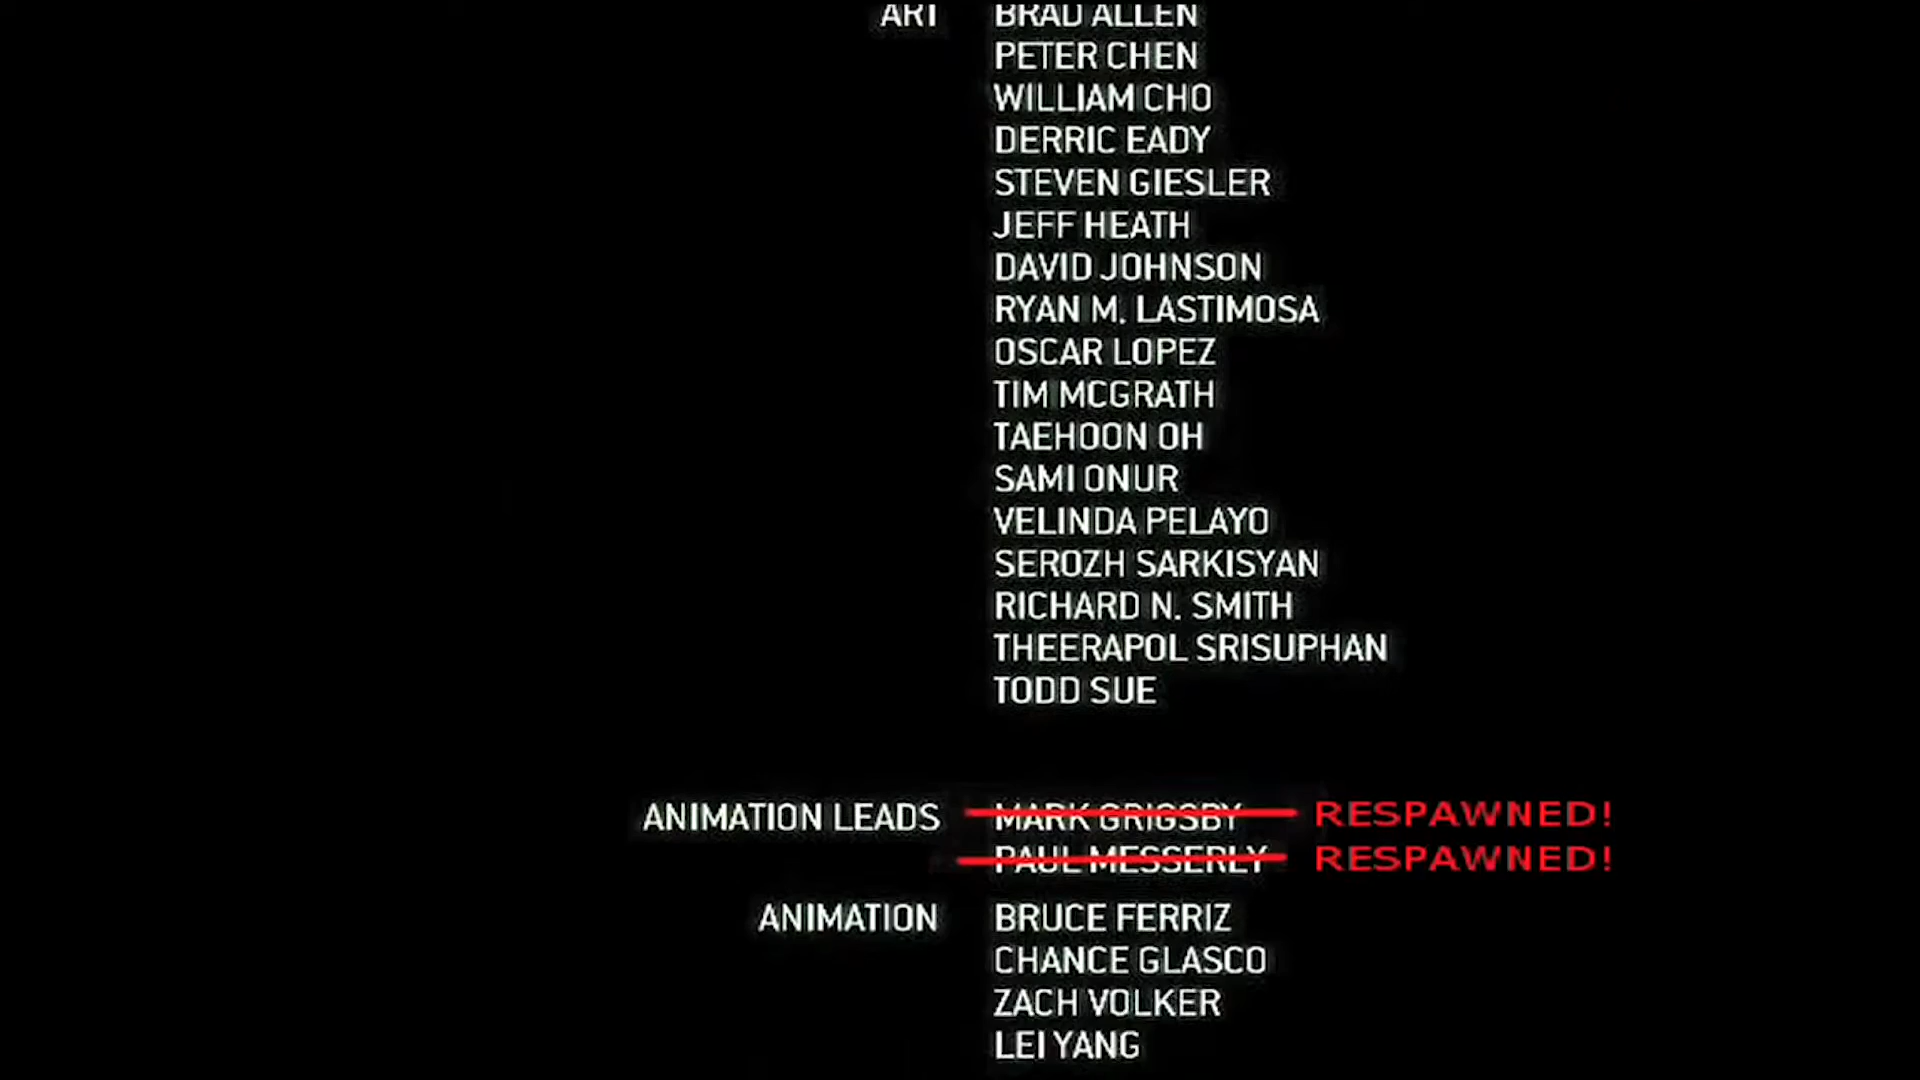 ART BRAD ALLEN
PETER CHEN
WILLIAM CHO
DERRIC EADY
STEVEN GIESLER
JEFF HEATH
DAVID JOHNSON
RYAN M. LASTIMOSA
OSCAR LOPEZ
TIM MCGRATH
TAEHOON OH
SAMI ONUR
VELINDA PELAYO
SEROZH SARKISYAN
RICHARD N. SMITH
THEERAPOL SRISUPHAN
TODD SUE
ANIMATION LEADS MARK GRIGSBY RESPAWNED!
PAUL MESSERLY RESPAWNED!
ANIMATION BRUCE FERRIZ
CHANCE GLASCO
ZACH VOLKER
LEI YANG